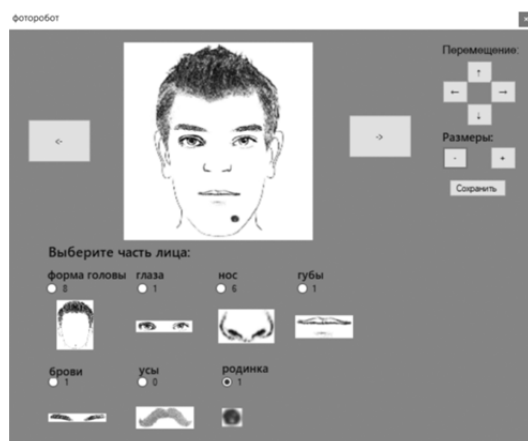 фоторобот
x
Перемещение:
↑
← →
↓
<- ->
Размеры:
- +
Сохранить
Выберите часть лица:
форма головы глаза нос губы
8 1 6 1
брови усы родинка
1 0 1